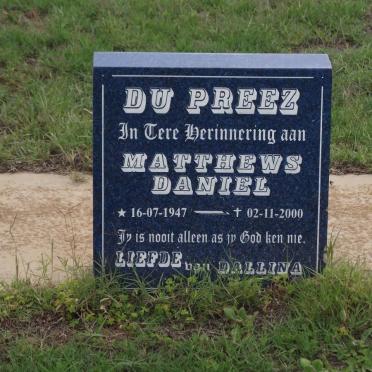 DU PREEZ
In Tere Herinnering aan
MATTHEWS
DANIEL
★ 16-07-1947 — ✝ 02-11-2000
Jy is nooit alleen as jy God ken nie.
LIEFDE van DALLINA